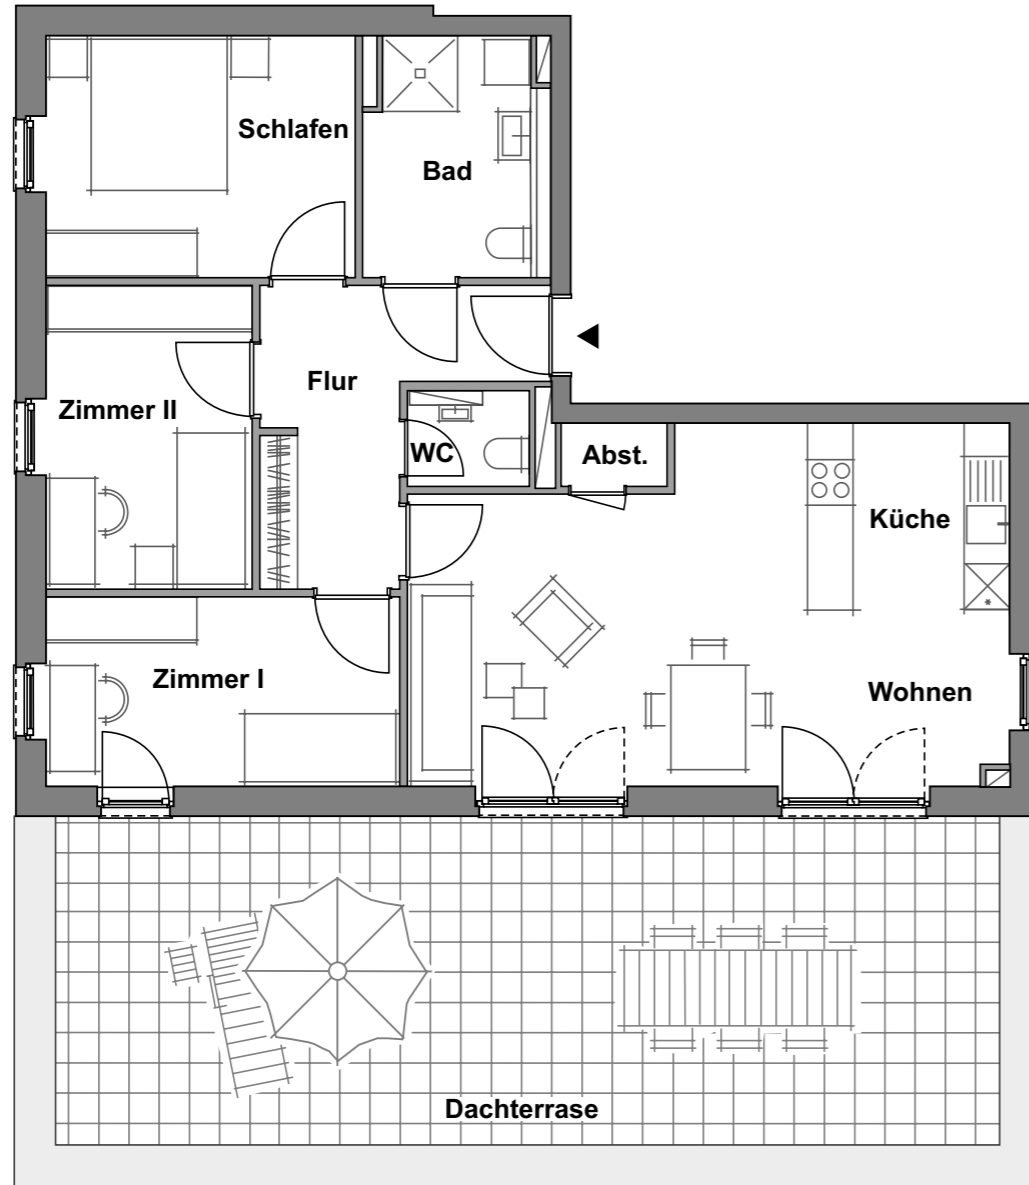 Schlafen
Bad
Flur
Zimmer II
WC
Abst.
Küche
Zimmer I
Wohnen
Dachterrase